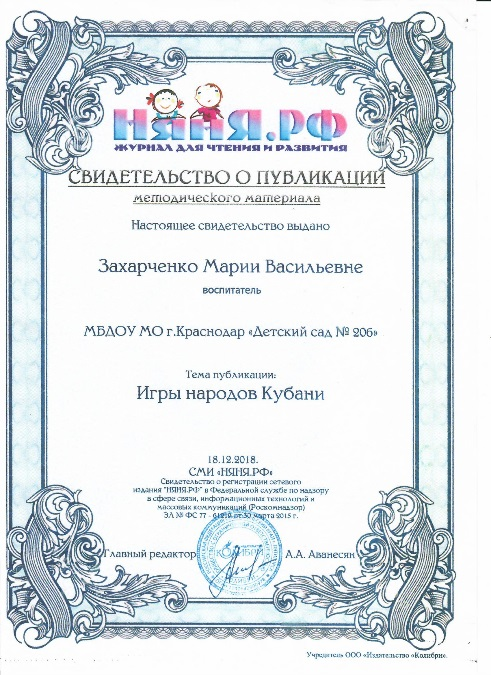 НЯНЯ.РФ
ЖУРНАЛ ДЛЯ ЧТЕНИЯ И РАЗВИТИЯ
СВИДЕТЕЛЬСТВО О ПУБЛИКАЦИИ
методического материала
Настоящее свидетельство выдано
Захарченко Марии Васильевне
воспитатель
МБДОУ МО г.Краснодар «Детский сад № 206»
Тема публикации:
Игры народов Кубани
18.12.2018.
СМИ «НЯНЯ.РФ»
Свидетельство о регистрации сетевого
издания "НЯНЯ.РФ" в Федеральной службе по надзору
в сфере связи, информационных технологий и
массовых коммуникаций (Роскомнадзор)
ЭЛ № ФС 77 - 61219 от 30 марта 2015 г.
Главный редактор
КОЛИБРИ
А.А. Аванесян
Учредитель ООО «Издательство «Колибри».